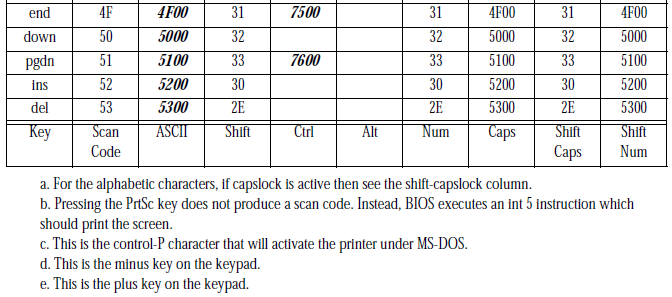 end 4F 4F00 31 7500 31 4F00 31 4F00
down 50 5000 32 32 5000 32 5000
pgdn 51 5100 33 7600 33 5100 33 5100
ins 52 5200 30 30 5200 30 5200
del 53 5300 2E 2E 5300 2E 5300
Key Scan Code ASCII Shift Ctrl Alt Num Caps Shift Caps Shift Num
a. For the alphabetic characters, if capslock is active then see the shift-capslock column.
b. Pressing the PrtSc key does not produce a scan code. Instead, BIOS executes an int 5 instruction which
should print the screen.
c. This is the control-P character that will activate the printer under MS-DOS.
d. This is the minus key on the keypad.
e. This is the plus key on the keypad.